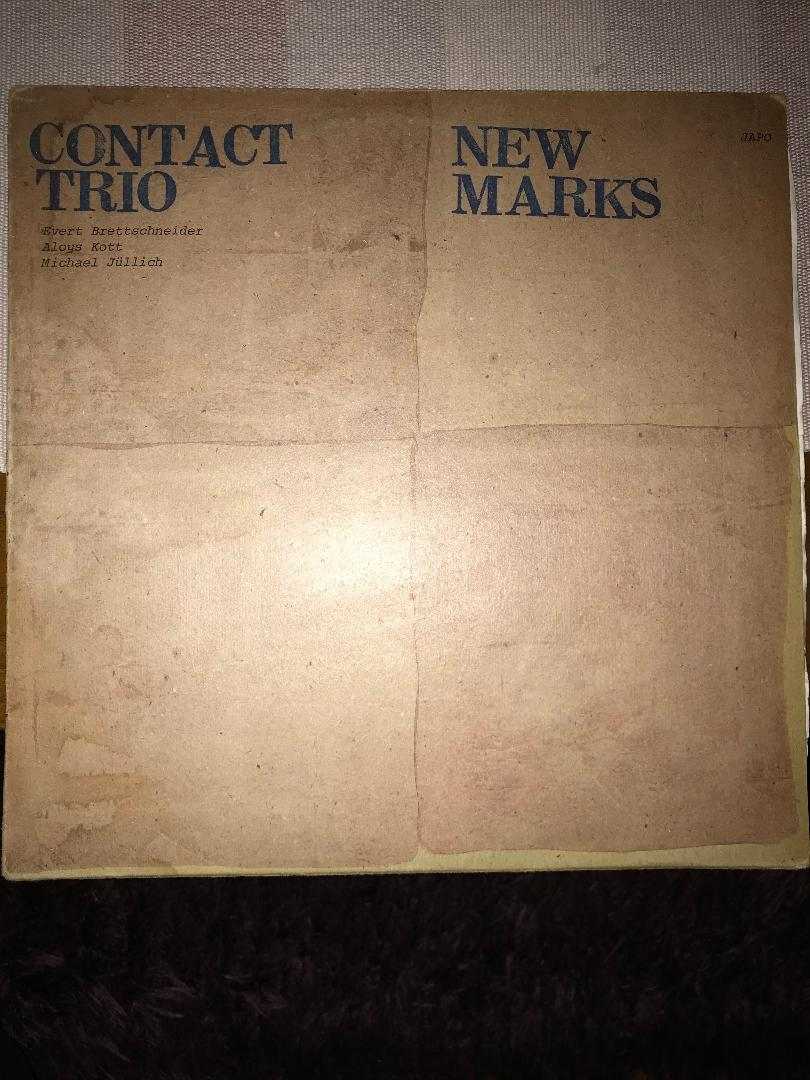 CONTACT
TRIO
Evert Brettschneider
Aloys Kott
Michael Jüllich
NEW
MARKS
JAPO